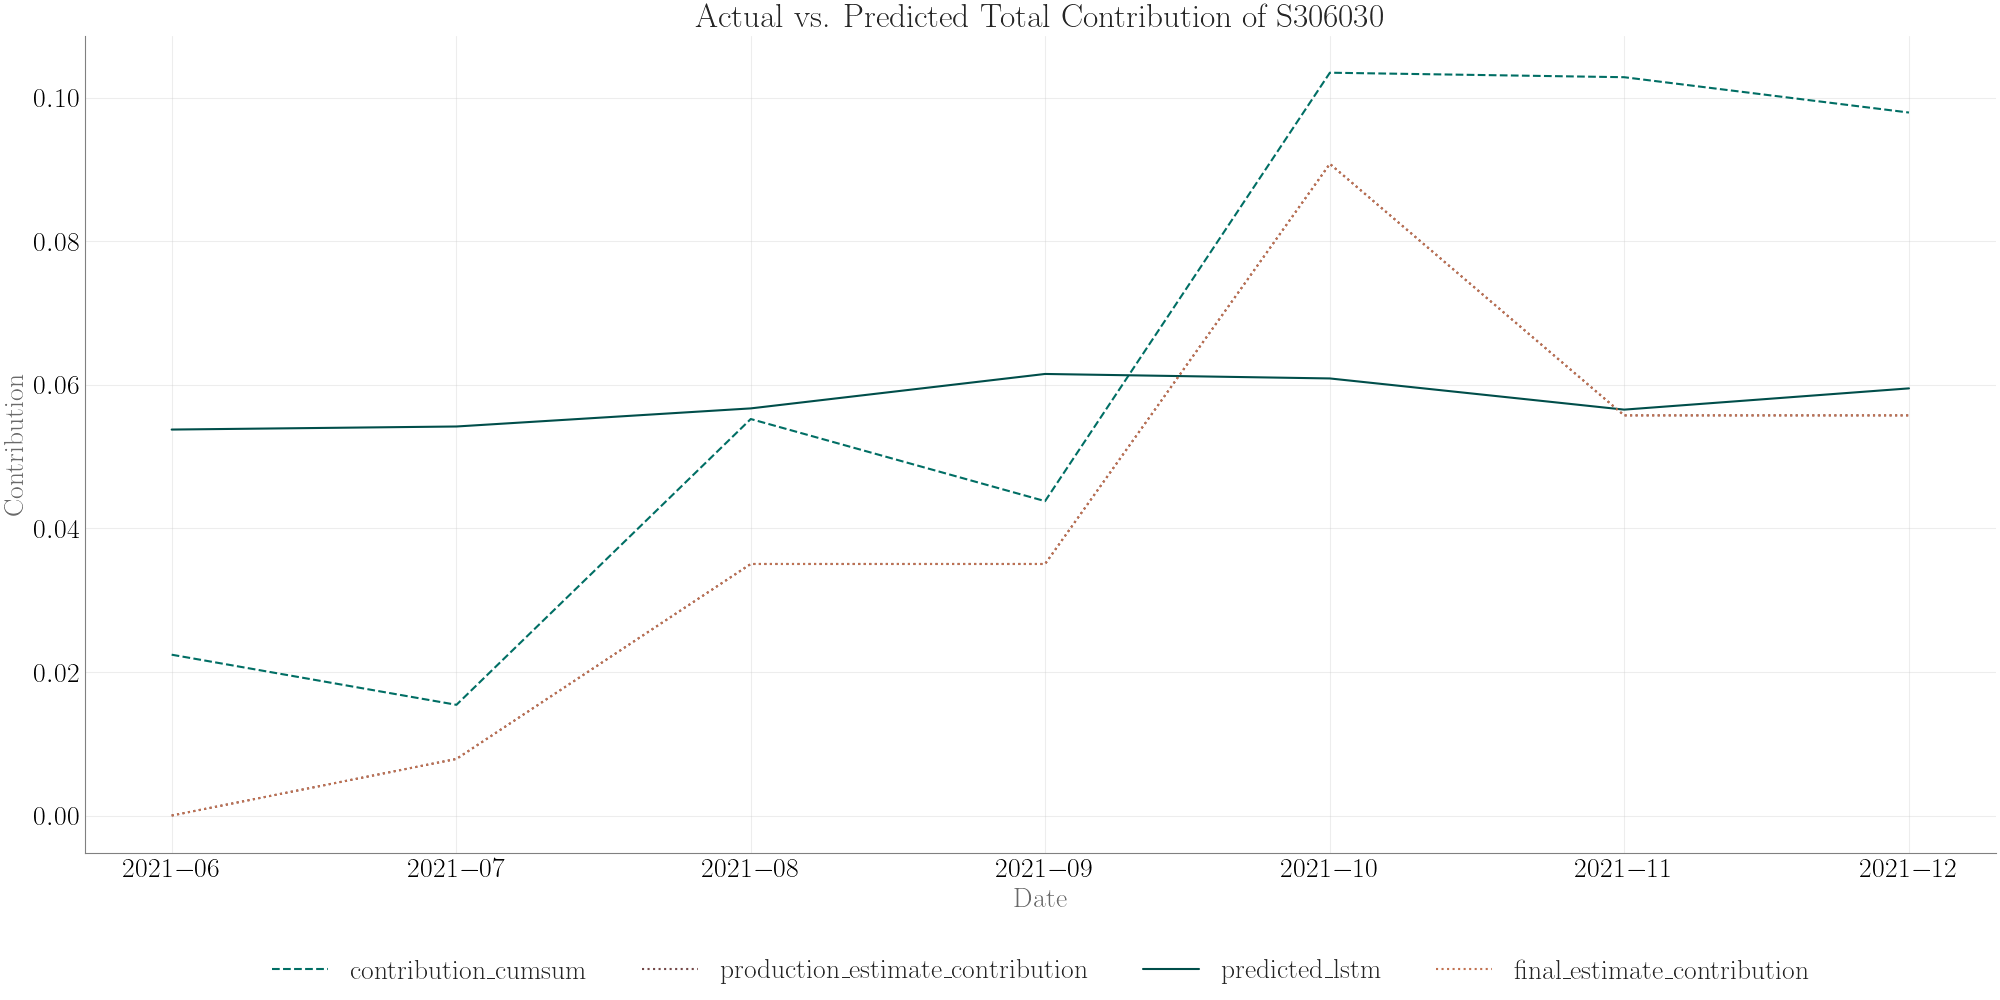 Actual vs. Predicted Total Contribution of S306030
Contribution
0.10
0.08
0.06
0.04
0.02
0.00
2021−06 2021−07 2021−08 2021−09 2021−10 2021−11 2021−12
Date
contribution_cumsum production_estimate_contribution predicted_lstm final_estimate_contribution